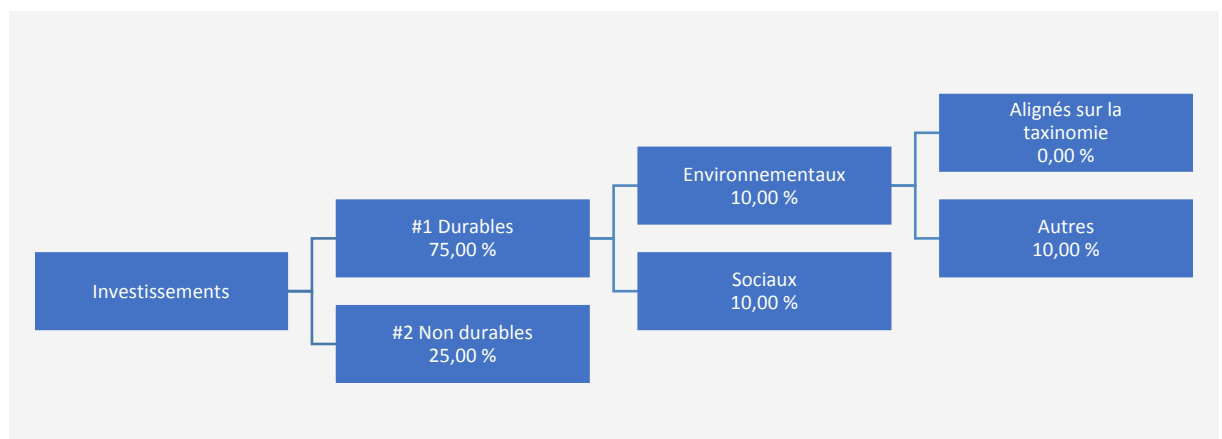 Investissements
#1 Durables
75,00 %
#2 Non durables
25,00 %
Environnementaux
10,00 %
Sociaux
10,00 %
Alignés sur la
taxinomie
0,00 %
Autres
10,00 %